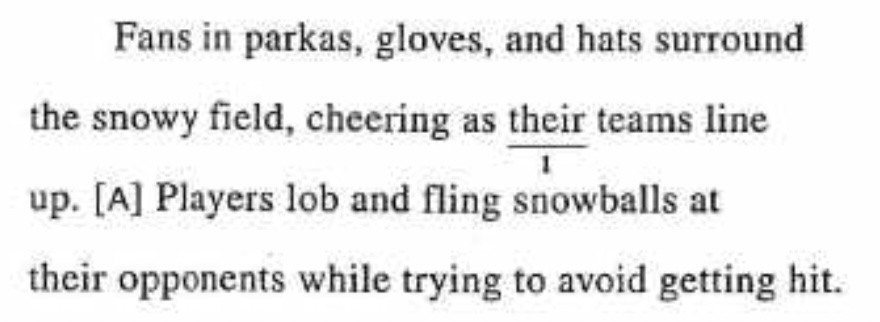 Fans in parkas, gloves, and hats surround
the snowy field, cheering as their teams line
1
up. [A] Players lob and fling snowballs at
their opponents while trying to avoid getting hit.